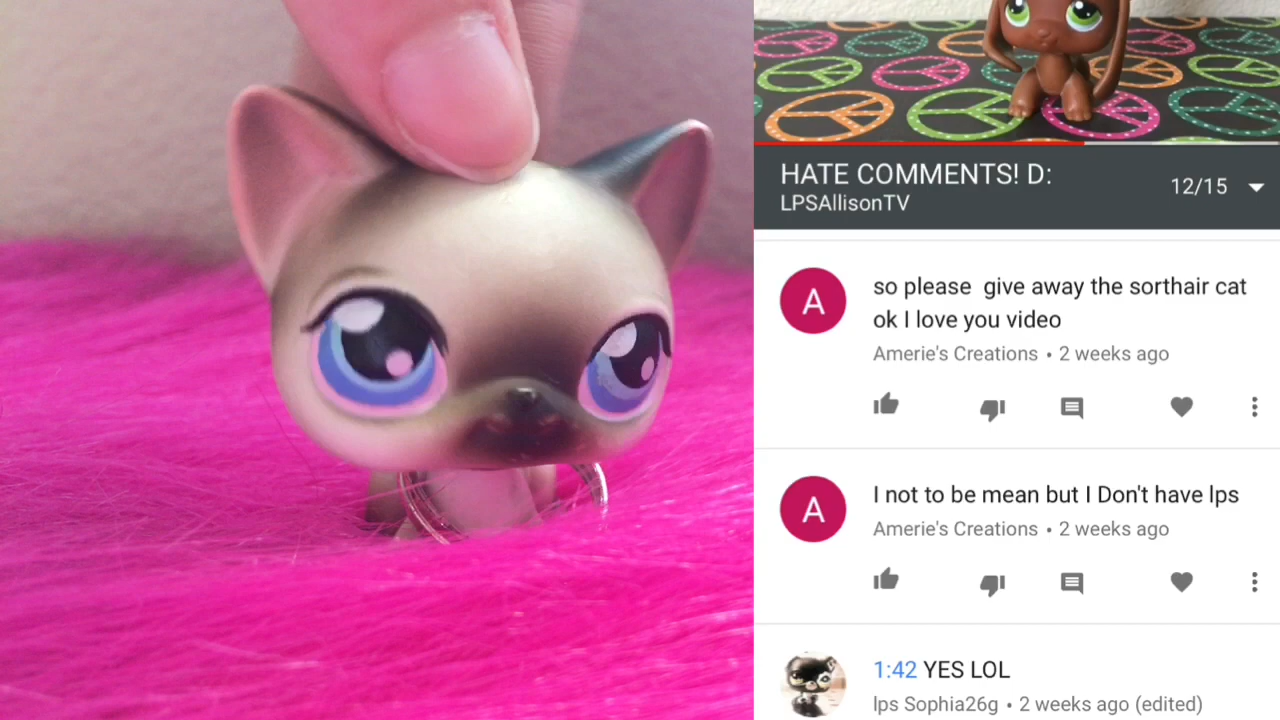 HATE COMMENTS! D:
LPSAllisonTV
12/15
A
so please  give away the sorthair cat
ok I love you video
Amerie's Creations • 2 weeks ago
A
I not to be mean but I Don't have lps
Amerie's Creations • 2 weeks ago
1:42 YES LOL
lps Sophia26g • 2 weeks ago (edited)